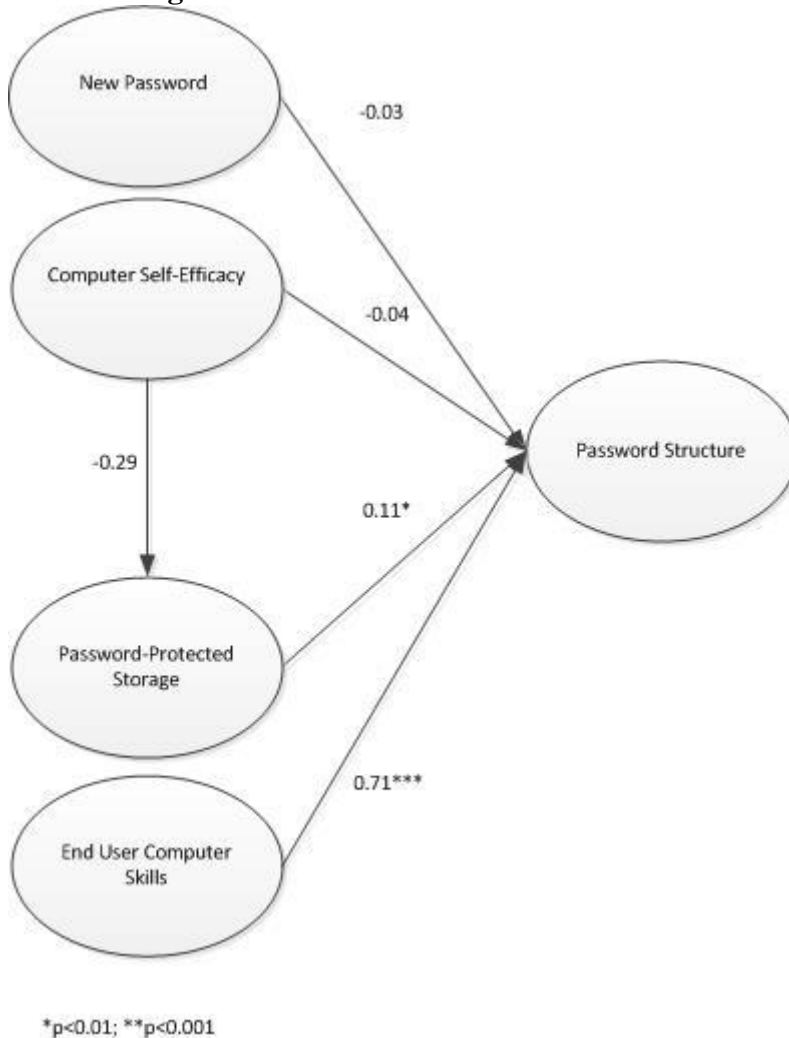 New Password
-0.03
Computer Self-Efficacy
-0.04
Password Structure
-0.29
0.11*
Password-Protected
Storage
0.71***
End User Computer
Skills
*p<0.01; **p<0.001